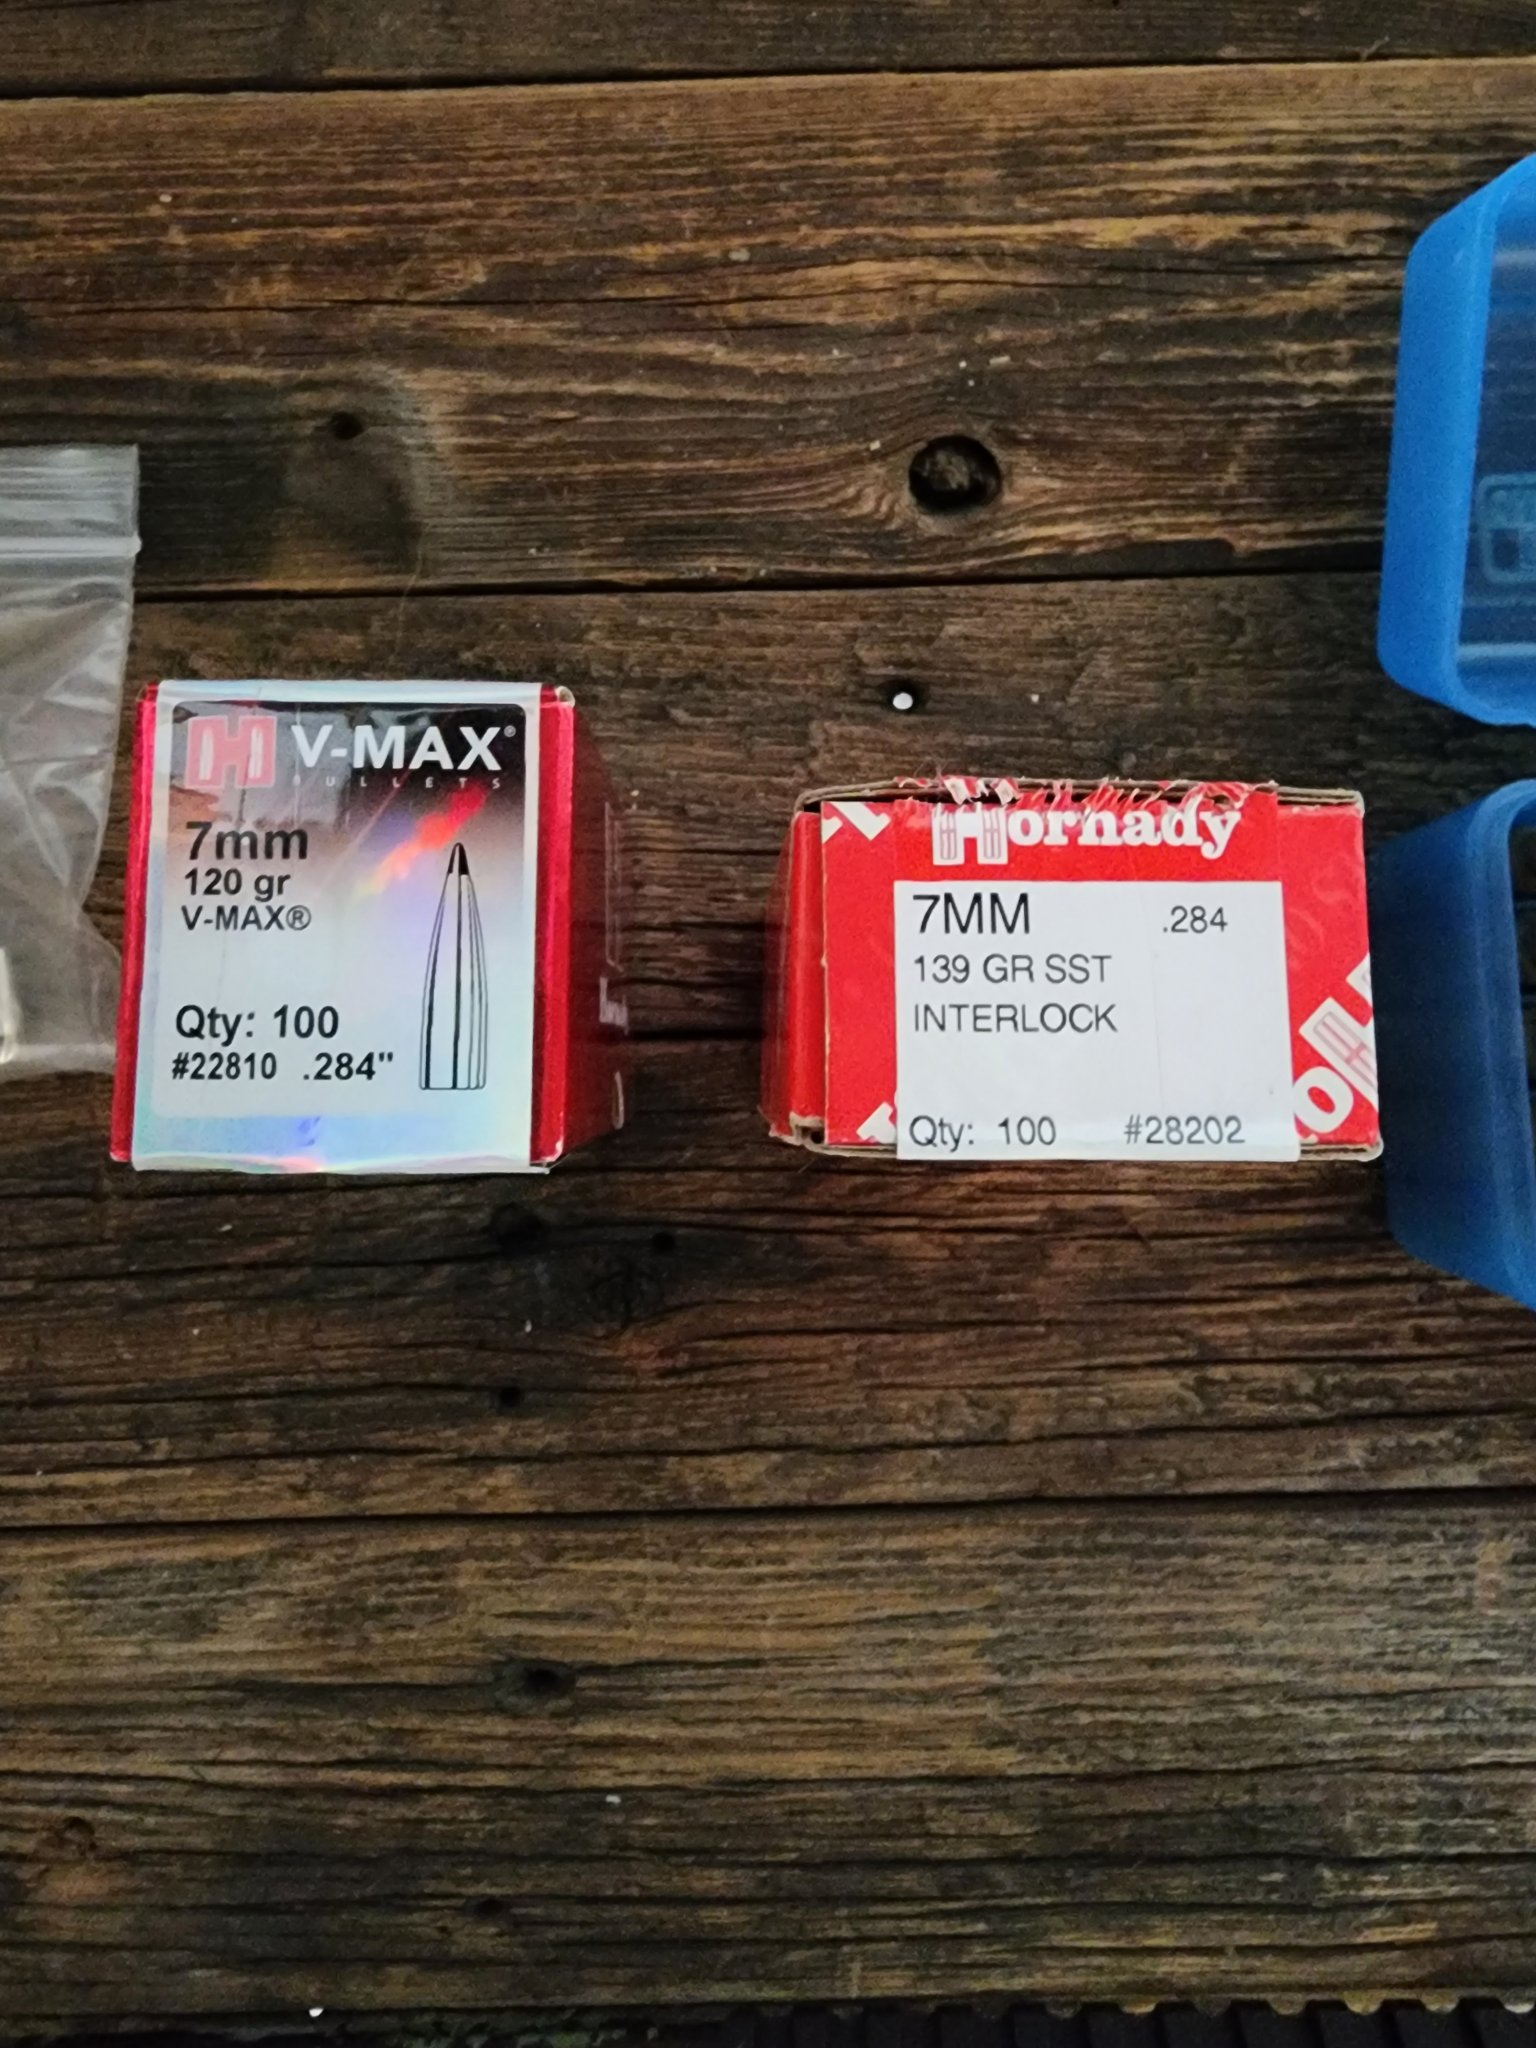 H V-MAX®
BULLETS
7mm
120 gr
V-MAX®
Qty: 100
#22810 .284"
Hornady
7MM .284
139 GR SST
INTERLOCK
Qty: 100 #28202